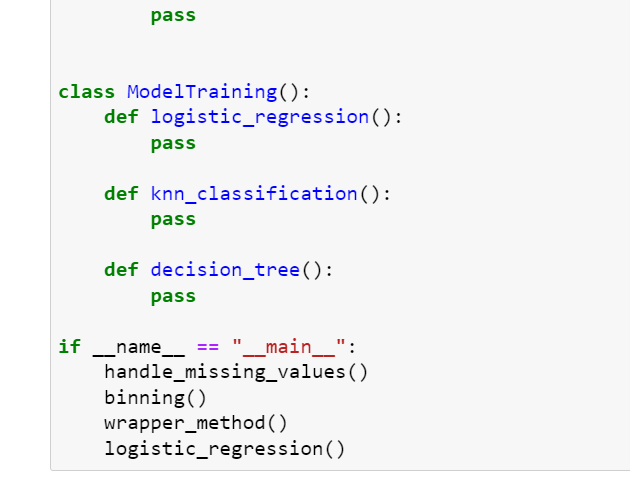 pass


class ModelTraining():
    def logistic_regression():
        pass

    def knn_classification():
        pass

    def decision_tree():
        pass

if __name__ == "__main__":
    handle_missing_values()
    binning()
    wrapper_method()
    logistic_regression()